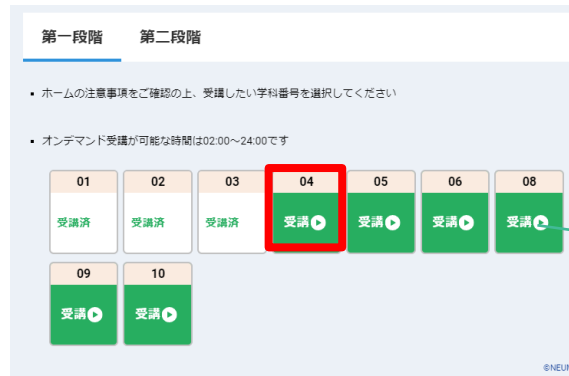 第一段階 第二段階
ホームの注意事項をご確認の上、受講したい学科番号を選択してください
オンデマンド受講が可能な時間は02:00～24:00です
01 02 03 04 05 06 08
受講済 受講済 受講済 受講 受講 受講 受講
09 10
受講 受講